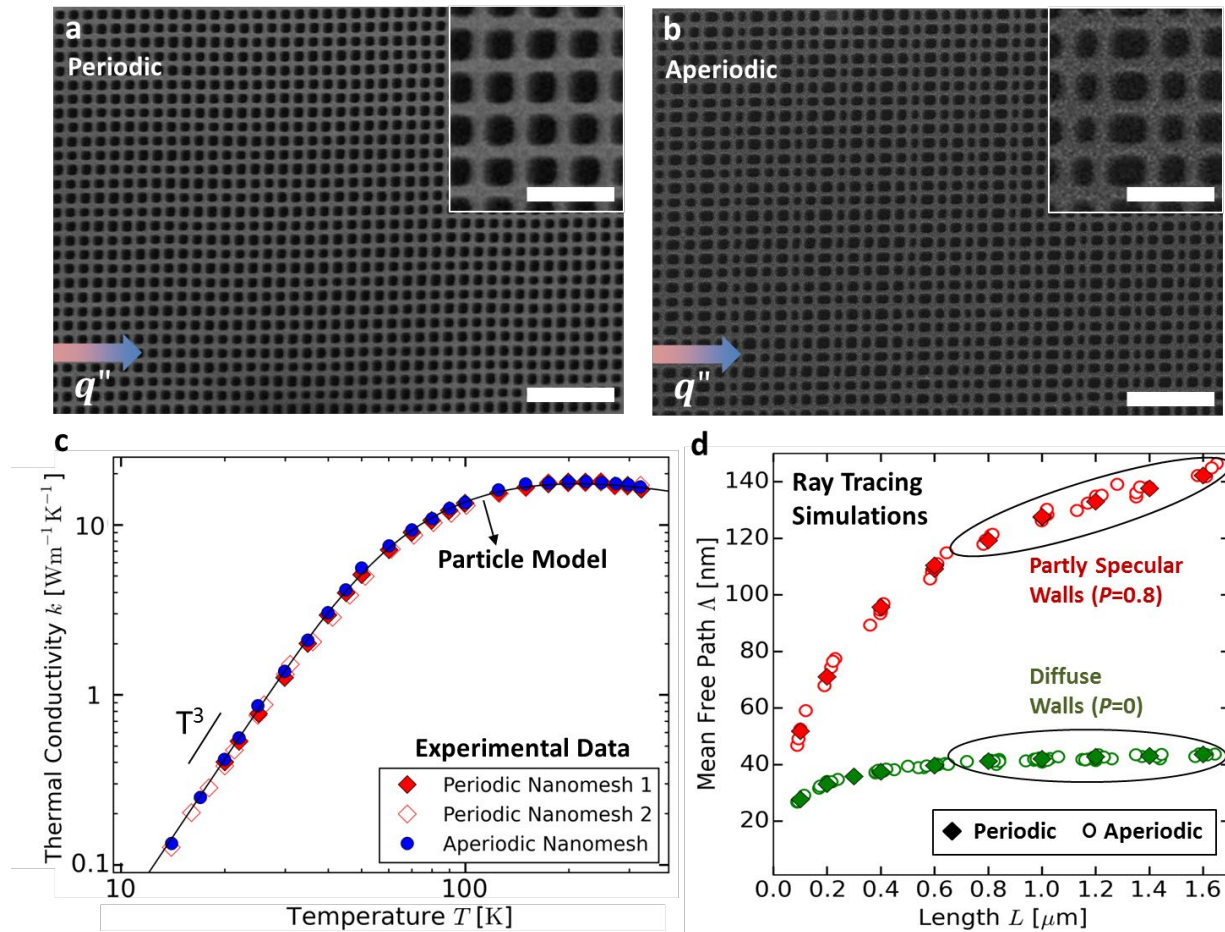 a
Periodic
q"
b
Aperiodic
q"
c
Thermal Conductivity k [Wm⁻¹K⁻¹]
10
1
0.1
T³
Particle Model
Experimental Data
Periodic Nanomesh 1
Periodic Nanomesh 2
Aperiodic Nanomesh
10
100
Temperature T [K]
d
Mean Free Path Λ [nm]
140
120
100
80
60
40
20
Ray Tracing
Simulations
Partly Specular
Walls (P=0.8)
Diffuse
Walls (P=0)
Periodic
Aperiodic
0.0 0.2 0.4 0.6 0.8 1.0 1.2 1.4 1.6
Length L [μm]